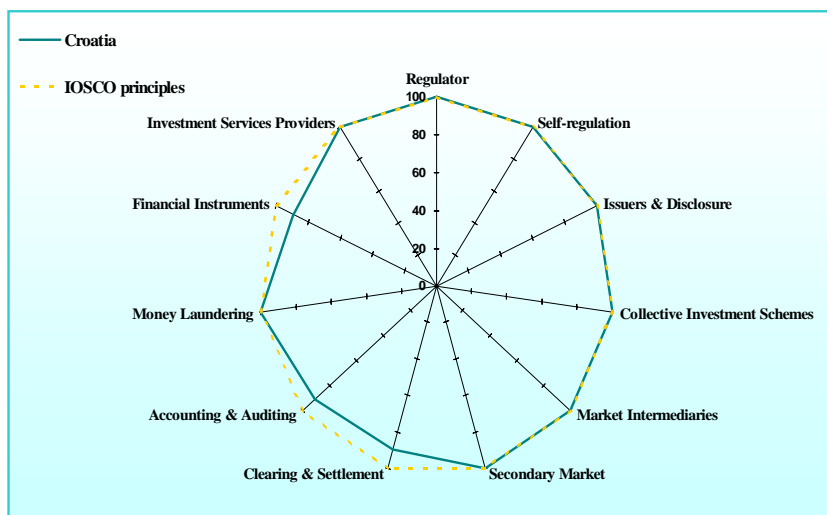 Croatia
IOSCO principles
Regulator
100
80
60
40
20
0
Self-regulation
Issuers & Disclosure
Collective Investment Schemes
Market Intermediaries
Secondary Market
Clearing & Settlement
Accounting & Auditing
Money Laundering
Financial Instruments
Investment Services Providers